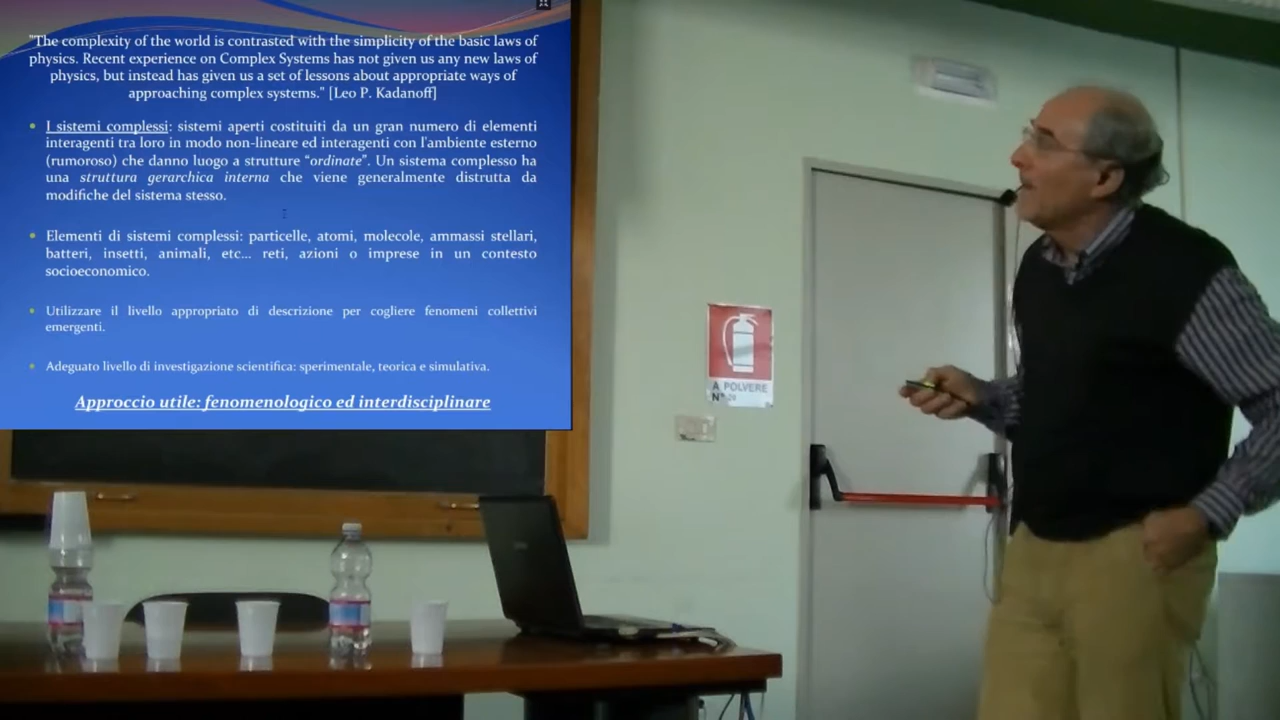 "The complexity of the world is contrasted with the simplicity of the basic laws of
physics. Recent experience on Complex Systems has not given us any new laws of
physics, but instead has given us a set of lessons about appropriate ways of
approaching complex systems." [Leo P. Kadanoff]
• I sistemi complessi: sistemi aperti costituiti da un gran numero di elementi
interagenti tra loro in modo non-lineare ed interagenti con l'ambiente esterno
(rumoroso) che danno luogo a strutture “ordinate”. Un sistema complesso ha
una struttura gerarchica interna che viene generalmente distrutta da
modifiche del sistema stesso.
• Elementi di sistemi complessi: particelle, atomi, molecole, ammassi stellari,
batteri, insetti, animali, etc... reti, azioni o imprese in un contesto
socioeconomico.
• Utilizzare il livello appropriato di descrizione per cogliere fenomeni collettivi
emergenti.
• Adeguato livello di investigazione scientifica: sperimentale, teorica e simulativa.
Approccio utile: fenomenologico ed interdisciplinare
A POLVERE
N°